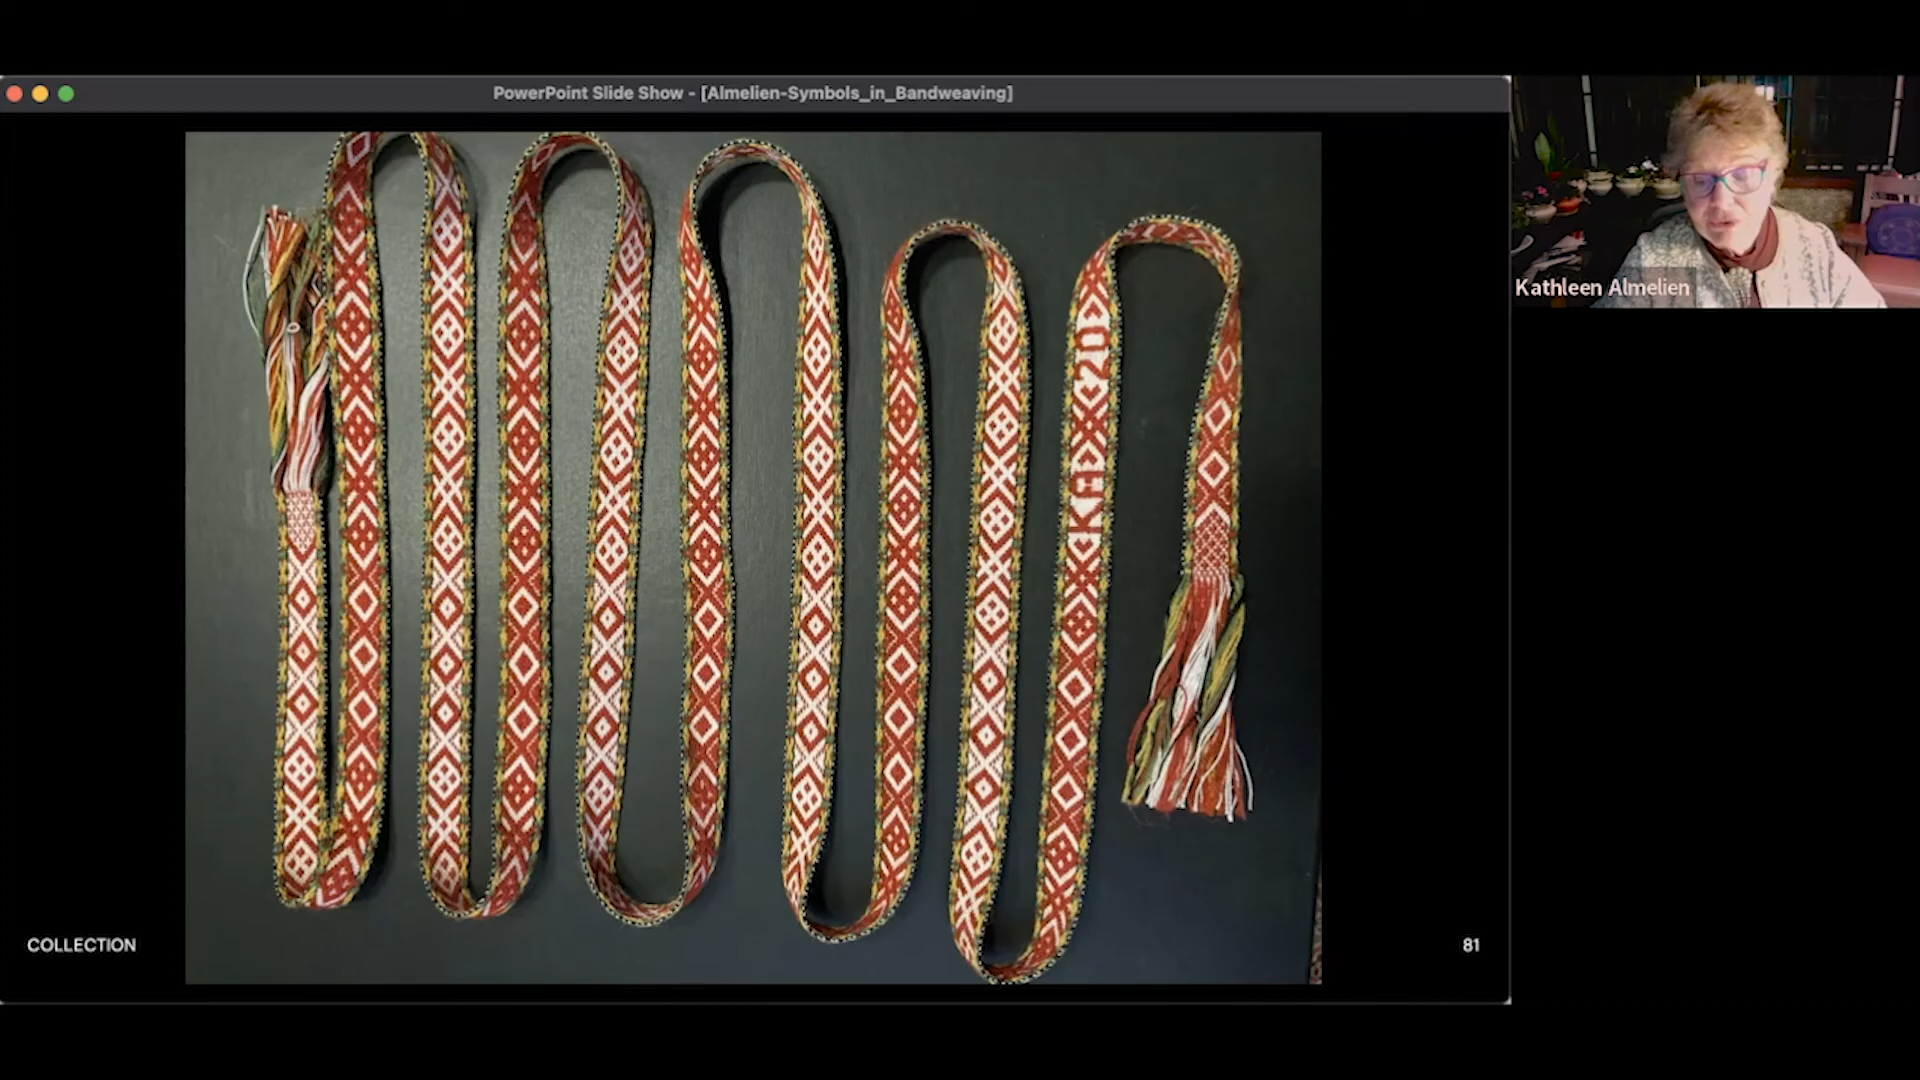 PowerPoint Slide Show - [Almelien-Symbols_in_Bandweaving]
Kathleen Almelien
KA
20
COLLECTION
81